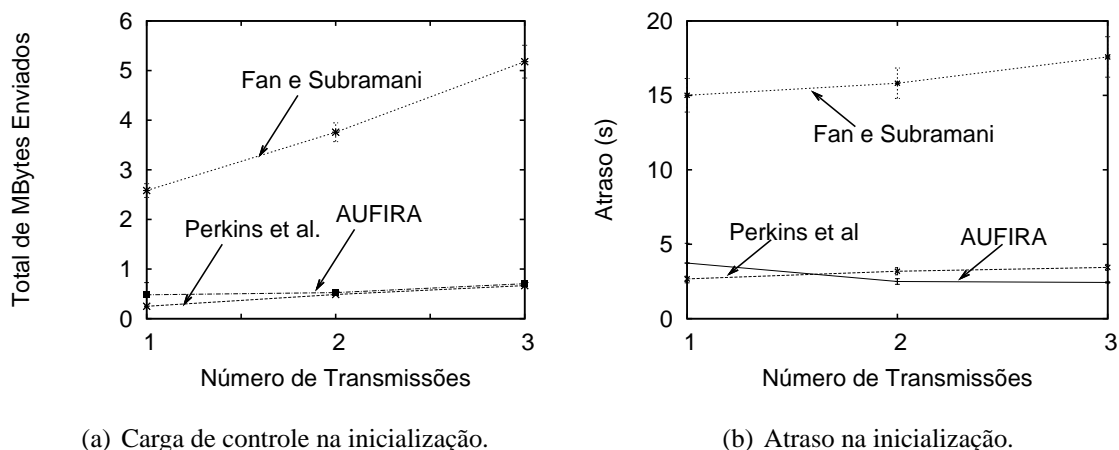 Total de MBytes Enviados
6
5
4
3
2
1
0
Fan e Subramani
Perkins et al.
AUFIRA
1
2
3
Número de Transmissões
(a) Carga de controle na inicialização.
Atraso (s)
20
15
10
5
0
Fan e Subramani
Perkins et al
AUFIRA
1
2
3
Número de Transmissões
(b) Atraso na inicialização.